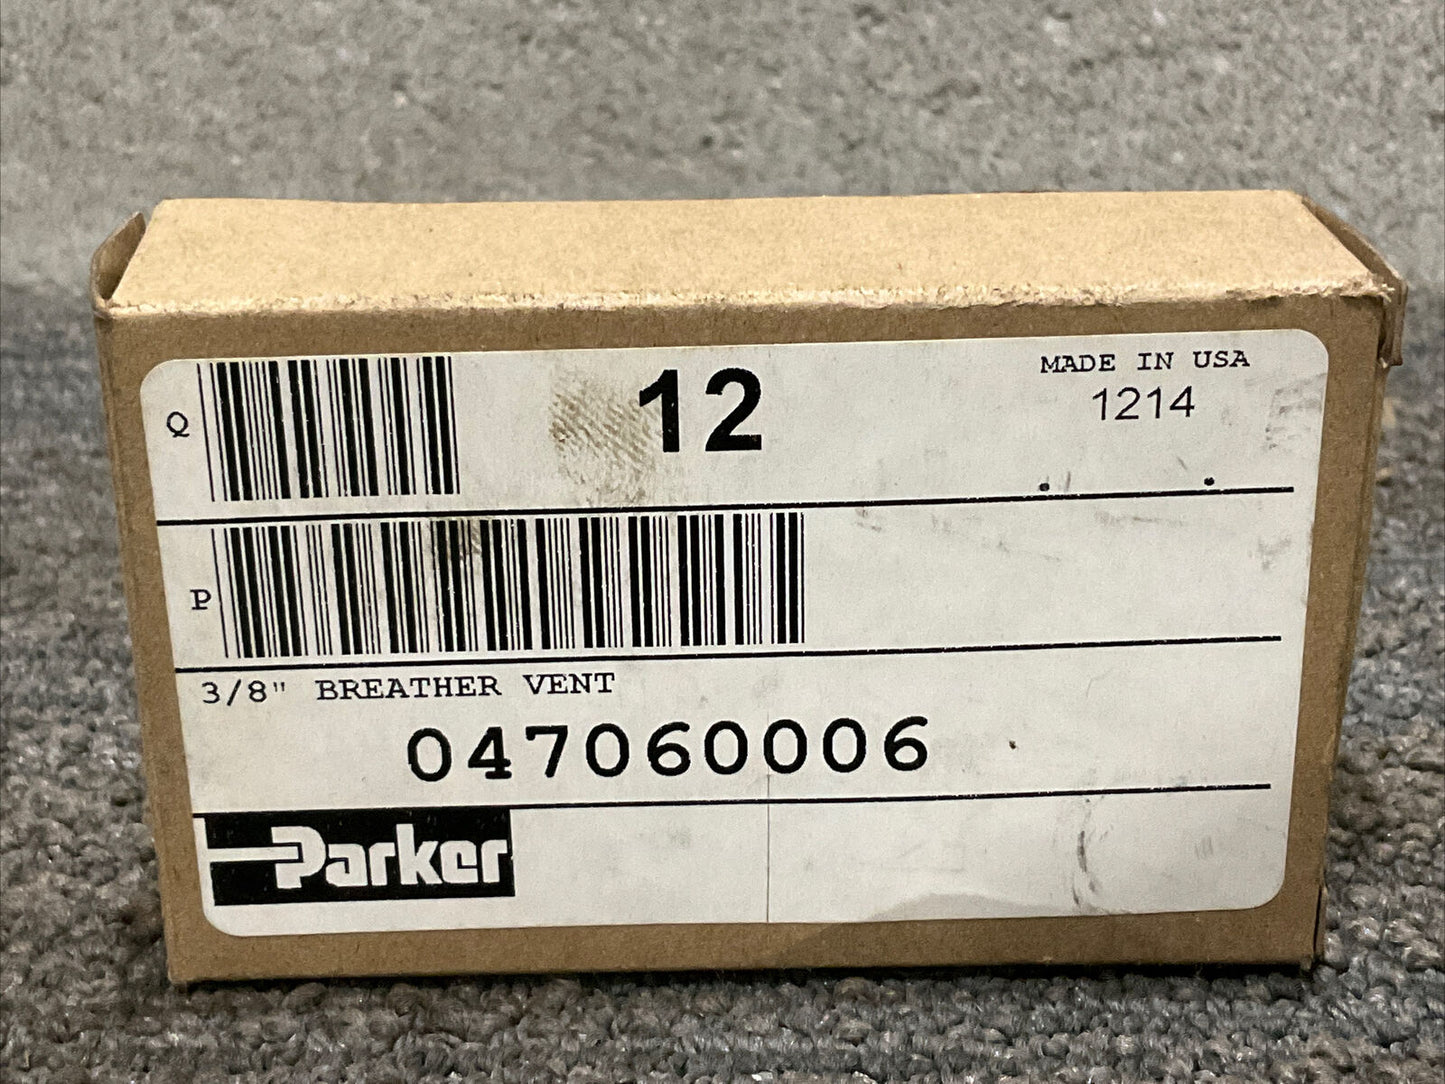 Q
12
MADE IN USA
1214
P
3/8" BREATHER VENT
047060006
Parker